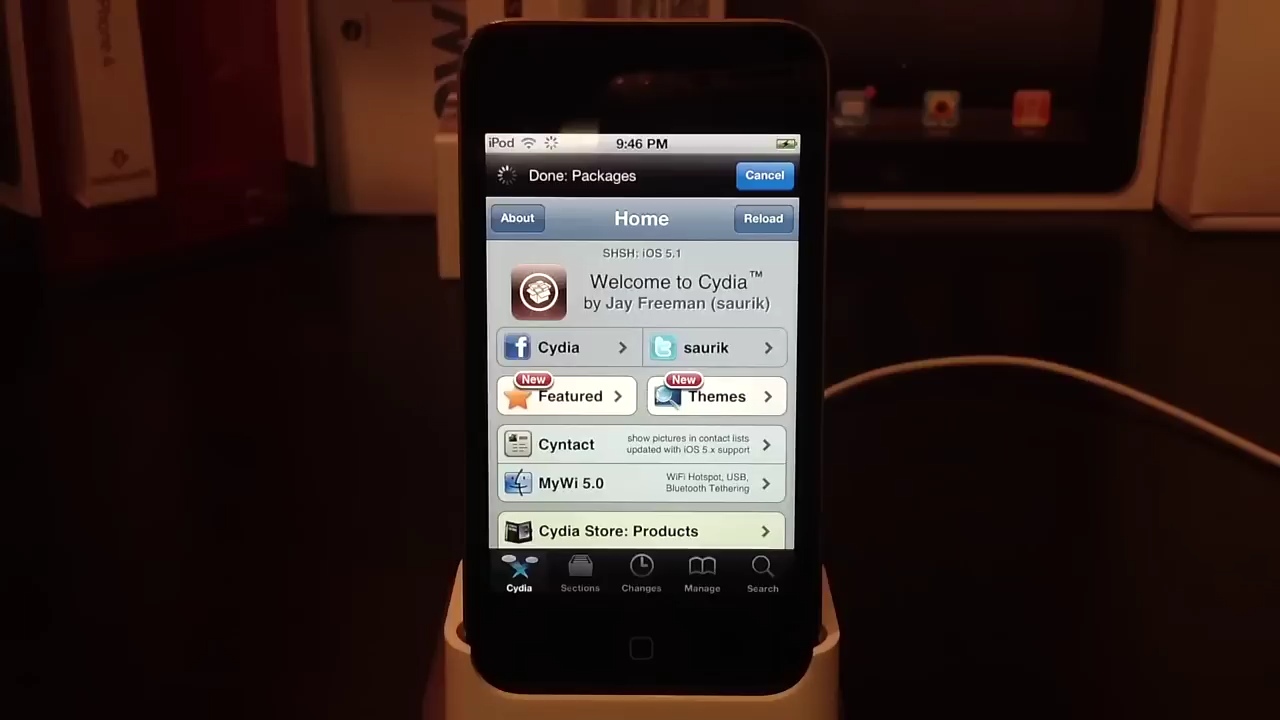 iPod 9:46 PM
Done: Packages Cancel
About Home Reload
SHSH: iOS 5.1
Welcome to Cydia™
by Jay Freeman (saurik)
Cydia saurik
New New
Featured Themes
Cyntact show pictures in contact lists
updated with iOS 5.x support
MyWi 5.0 WiFi Hotspot, USB,
Bluetooth Tethering
Cydia Store: Products
Cydia Sections Changes Manage Search